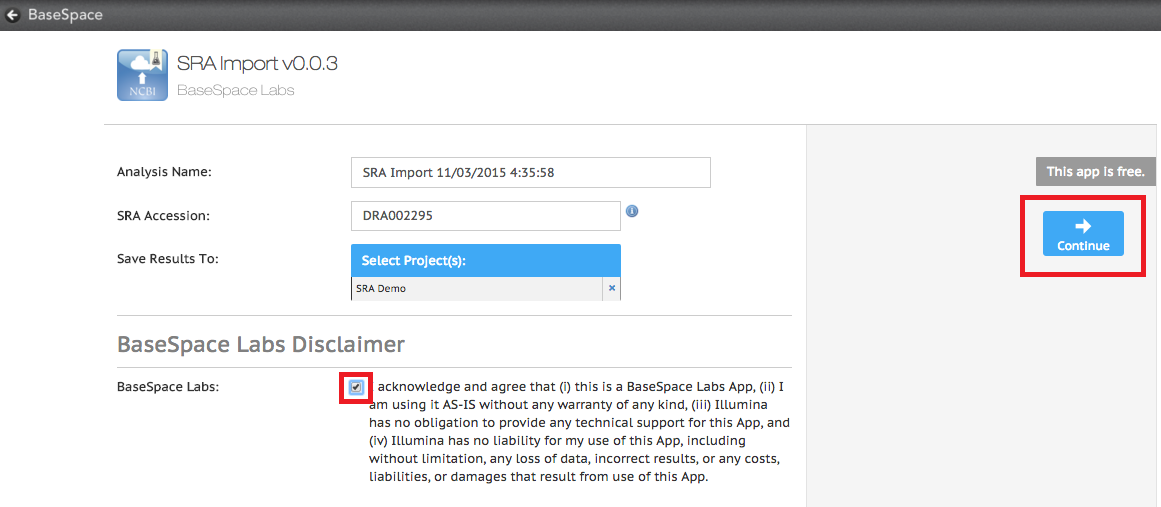 BaseSpace
SRA Import v0.0.3
BaseSpace Labs
NCBI
Analysis Name:
SRA Import 11/03/2015 4:35:58
SRA Accession:
DRA002295
Save Results To:
Select Project(s):
SRA Demo
This app is free.
Continue
BaseSpace Labs Disclaimer
BaseSpace Labs:
acknowledge and agree that (i) this is a BaseSpace Labs App, (ii) I
am using it AS-IS without any warranty of any kind, (iii) Illumina
has no obligation to provide any technical support for this App, and
(iv) Illumina has no liability for my use of this App, including
without limitation, any loss of data, incorrect results, or any costs,
liabilities, or damages that result from use of this App.